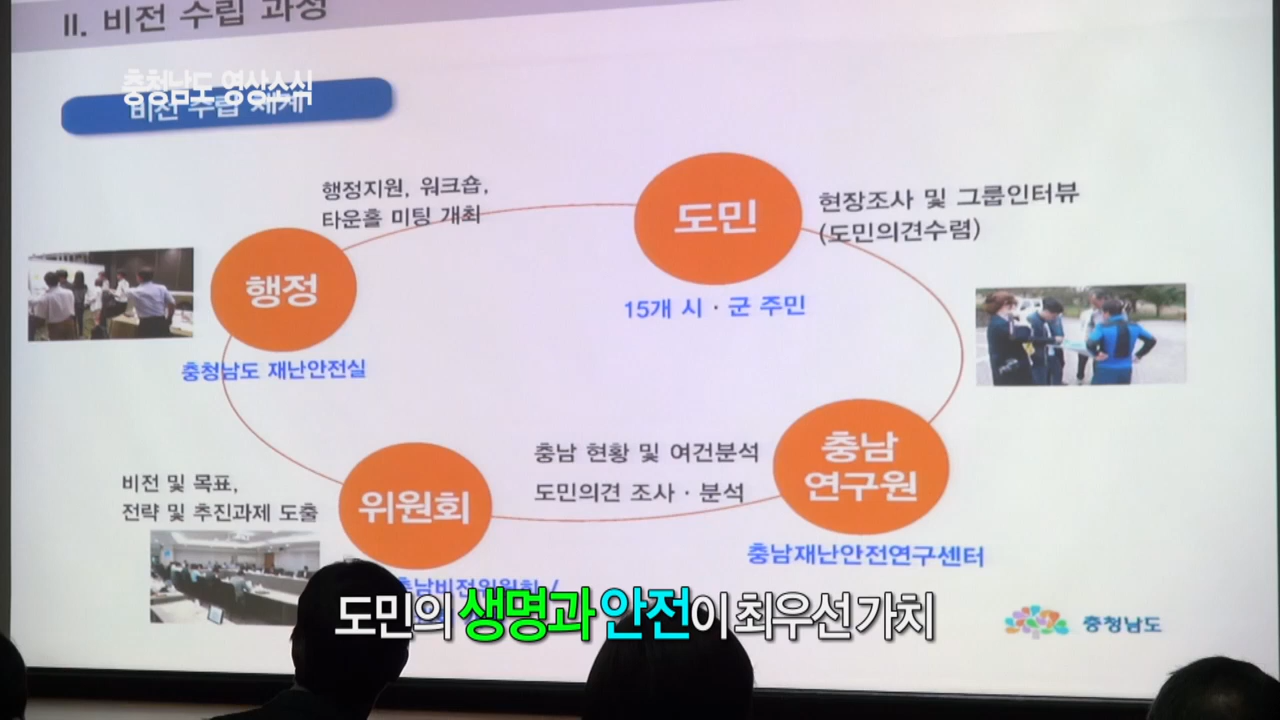 II. 비전 수립 과정
충청남도 영상소식
비전 수립 체계
행정지원, 워크숍,
타운홀 미팅 개최
행정
충청남도 재난안전실
도민
15개 시·군 주민
현장조사 및 그룹인터뷰
(도민의견수렴)
충남
연구원
충남재난안전연구센터
충남 현황 및 여건분석
도민의견 조사·분석
위원회
비전 및 목표,
전략 및 추진과제 도출
충남비전위원회 /
도민의 생명과 안전이 최우선 가치
충청남도